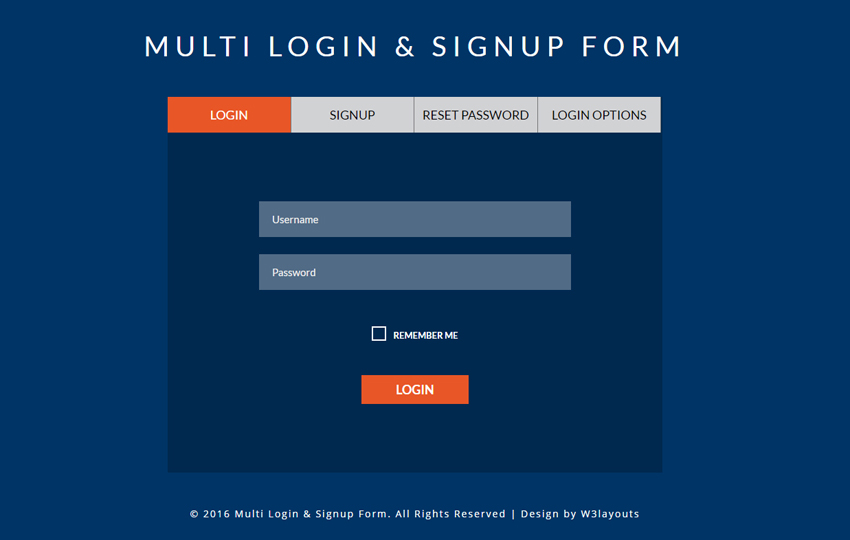 MULTI LOGIN & SIGNUP FORM
LOGIN SIGNUP RESET PASSWORD LOGIN OPTIONS
Username
Password
REMEMBER ME
LOGIN
© 2016 Multi Login & Signup Form. All Rights Reserved | Design by W3layouts